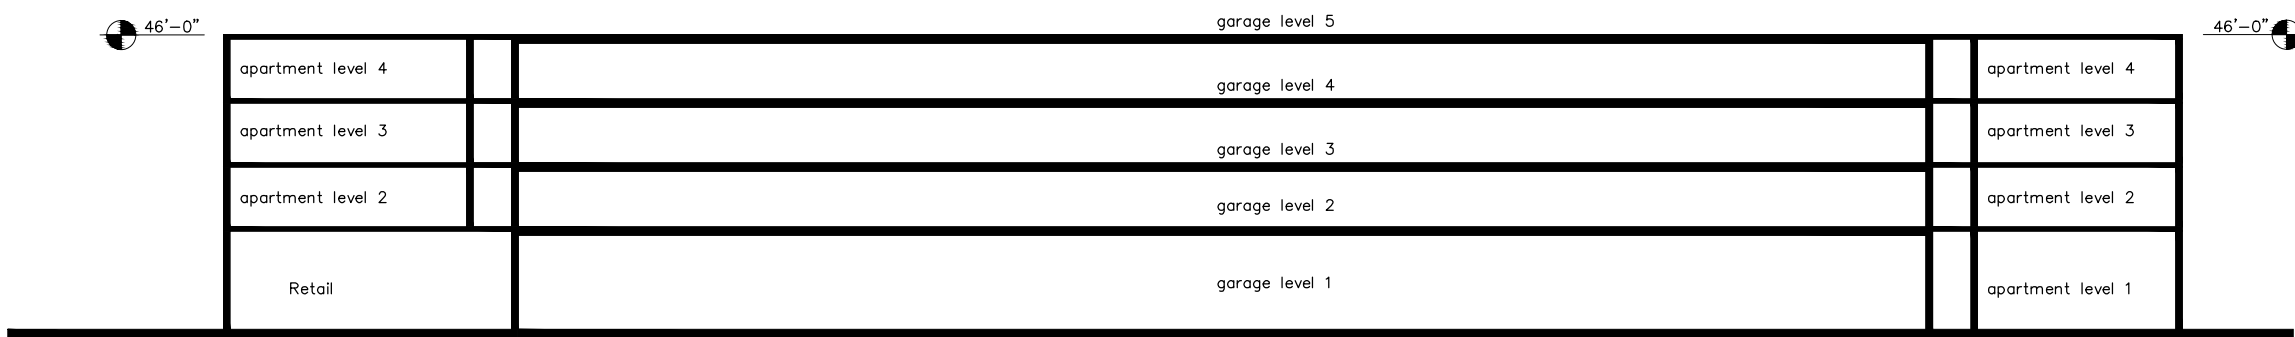 garage level 5
46'-0"
46'-0"
apartment level 4
apartment level 4
garage level 4
apartment level 3
apartment level 3
garage level 3
apartment level 2
apartment level 2
garage level 2
garage level 1
Retail
apartment level 1